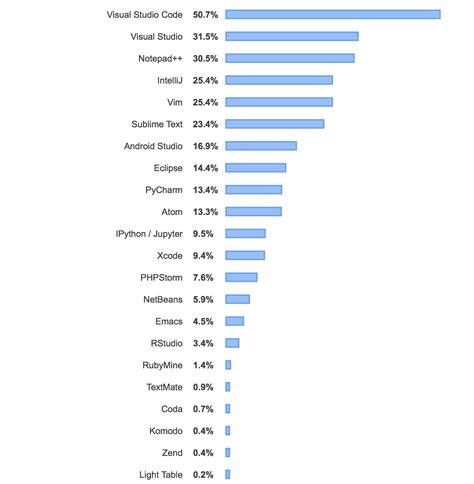 Visual Studio Code 50.7%
Visual Studio 31.5%
Notepad++ 30.5%
IntelliJ 25.4%
Vim 25.4%
Sublime Text 23.4%
Android Studio 16.9%
Eclipse 14.4%
PyCharm 13.4%
Atom 13.3%
IPython / Jupyter 9.5%
Xcode 9.4%
PHPStorm 7.6%
NetBeans 5.9%
Emacs 4.5%
RStudio 3.4%
RubyMine 1.4%
TextMate 0.9%
Coda 0.7%
Komodo 0.4%
Zend 0.4%
Light Table 0.2%